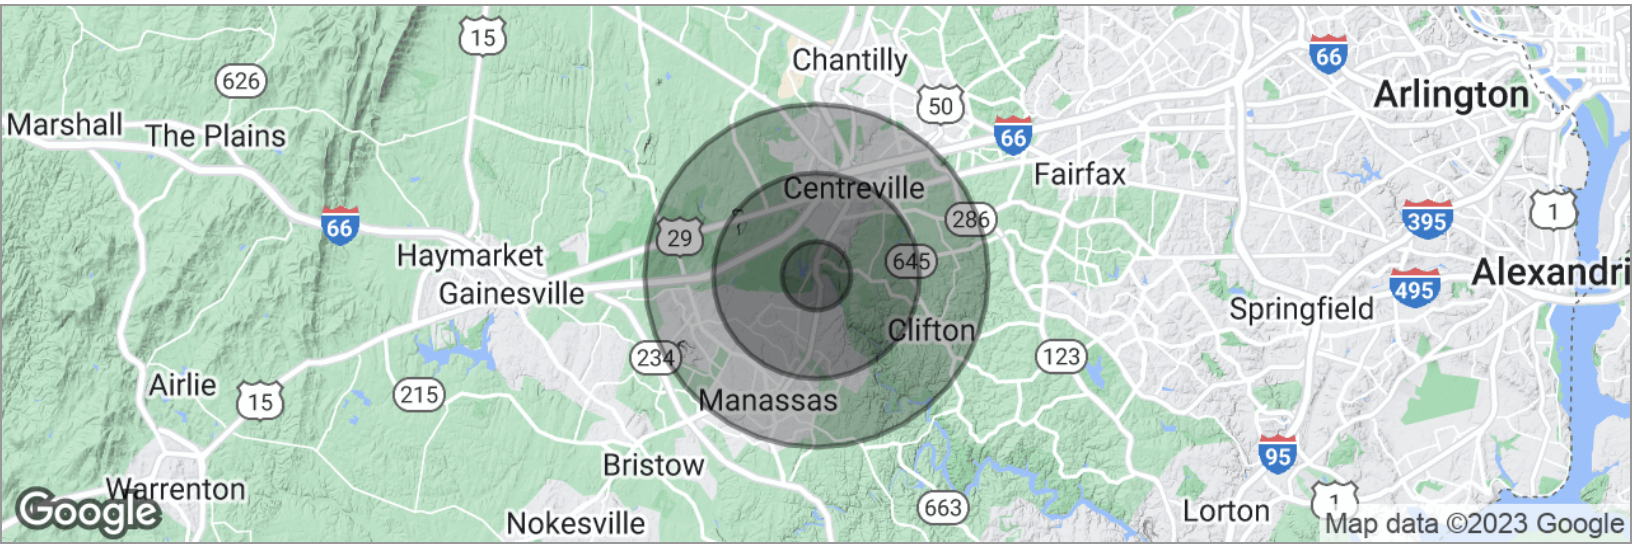 15
Chantilly
66
626
Arlington
50
Marshall
The Plains
66
Fairfax
Centreville
1
66
286
395
29
Haymarket
645
Alexandri
Gainesville
495
Springfield
Clifton
234
123
Airlie
215
15
Manassas
95
Bristow
Warrenton
1
Google
663
Lorton
Nokesville
Map data ©2023 Google